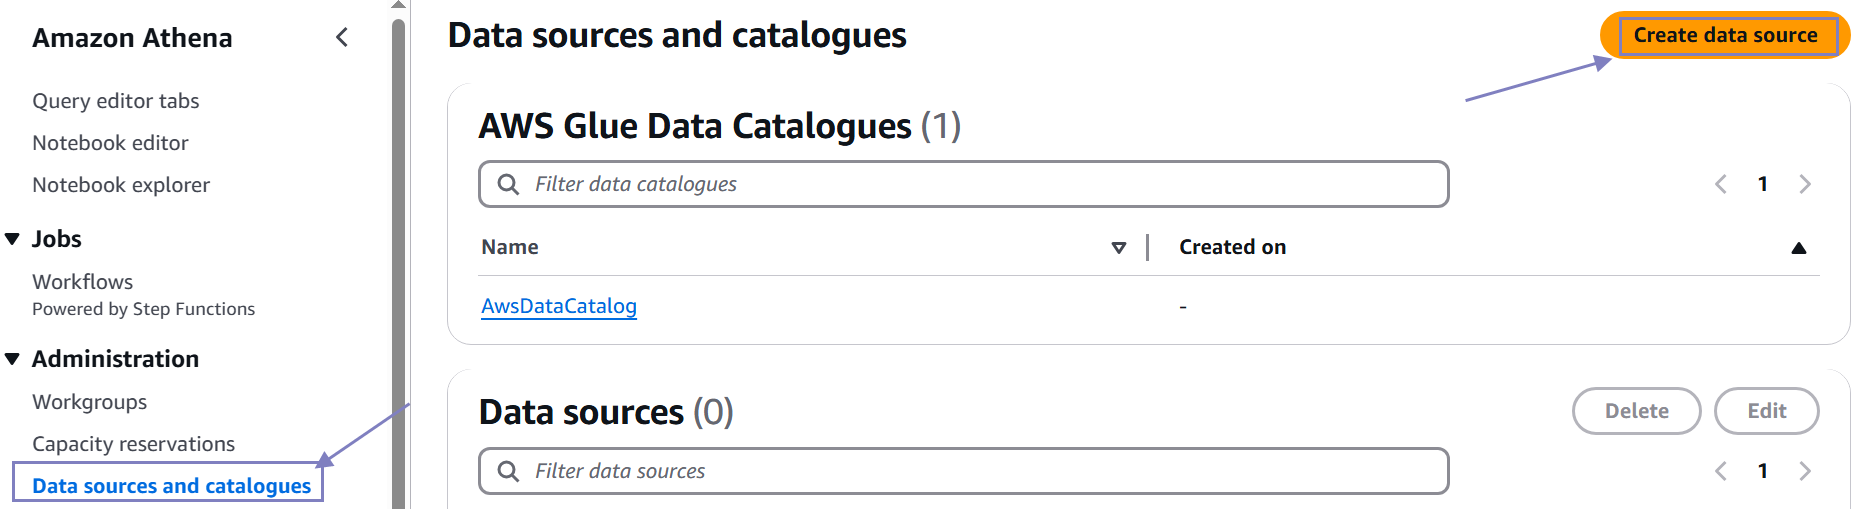 Amazon Athena
Query editor tabs
Notebook editor
Notebook explorer
Jobs
Workflows
Powered by Step Functions
Administration
Workgroups
Capacity reservations
Data sources and catalogues
Data sources and catalogues
Create data source
AWS Glue Data Catalogues (1)
Filter data catalogues
1
Name
Created on
AwsDataCatalog
-
Data sources (0)
Delete
Edit
Filter data sources
1